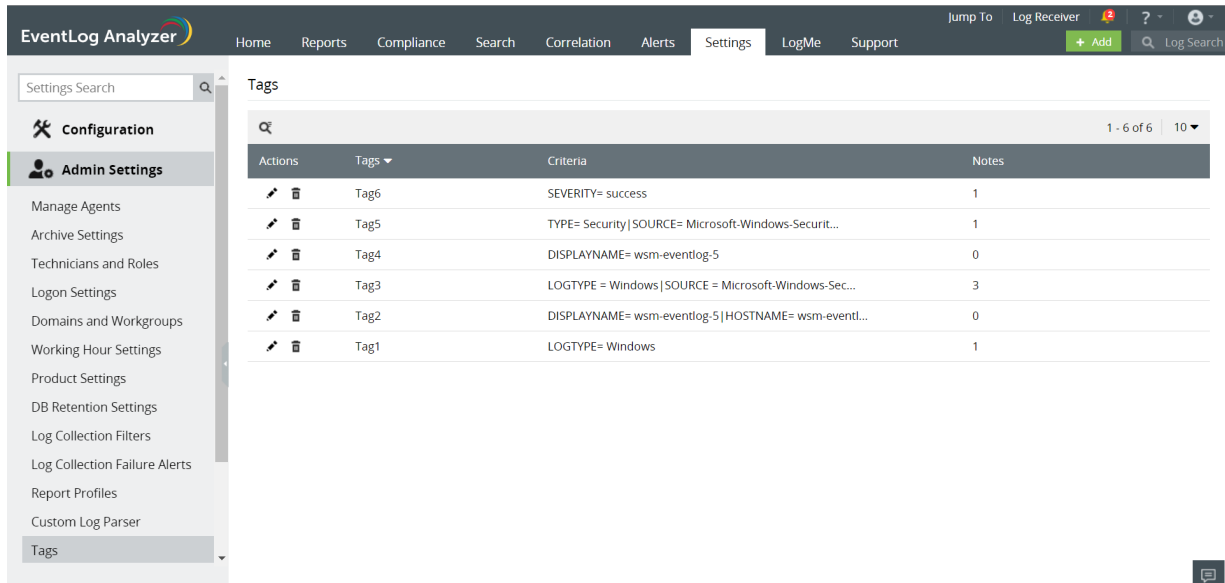 Jump To Log Receiver 2 ?
EventLog Analyzer
Home Reports Compliance Search Correlation Alerts Settings LogMe Support + Add Log Search
Settings Search
Tags
Configuration
1 - 6 of 6 10
Admin Settings
Actions Tags Criteria Notes
Tag6 SEVERITY= success 1
Tag5 TYPE= Security|SOURCE= Microsoft-Windows-Securit... 1
Tag4 DISPLAYNAME= wsm-eventlog-5 0
Tag3 LOGTYPE = Windows|SOURCE = Microsoft-Windows-Sec... 3
Tag2 DISPLAYNAME= wsm-eventlog-5|HOSTNAME= wsm-eventl... 0
Tag1 LOGTYPE= Windows 1
Manage Agents
Archive Settings
Technicians and Roles
Logon Settings
Domains and Workgroups
Working Hour Settings
Product Settings
DB Retention Settings
Log Collection Filters
Log Collection Failure Alerts
Report Profiles
Custom Log Parser
Tags